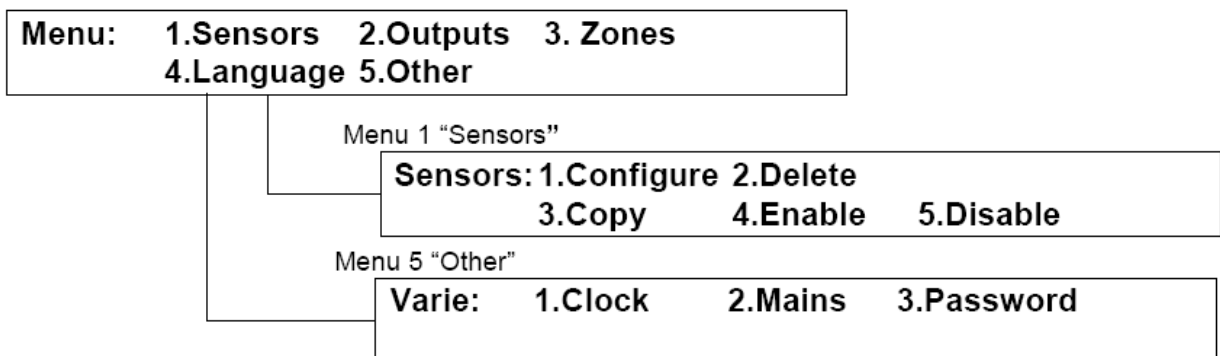 Menu: 1.Sensors 2.Outputs 3. Zones
4.Language 5.Other
Menu 1 “Sensors”
Sensors: 1.Configure 2.Delete
3.Copy 4.Enable 5.Disable
Menu 5 “Other”
Varie: 1.Clock 2.Mains 3.Password